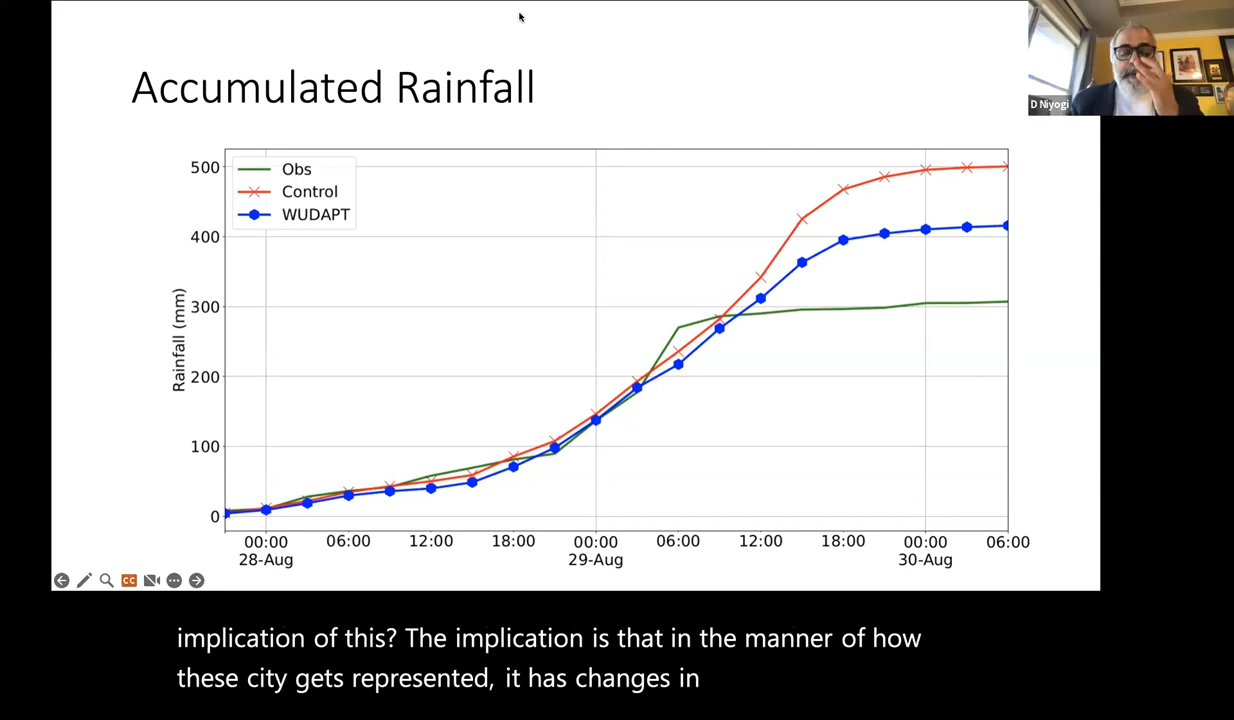 Accumulated Rainfall
D Niyogi
Obs
Control
WUDAPT
500
400
300
200
100
0
Rainfall (mm)
00:00 06:00 12:00 18:00 00:00 06:00 12:00 18:00 00:00 06:00
28-Aug 29-Aug 30-Aug
CC
implication of this? The implication is that in the manner of how
these city gets represented, it has changes in